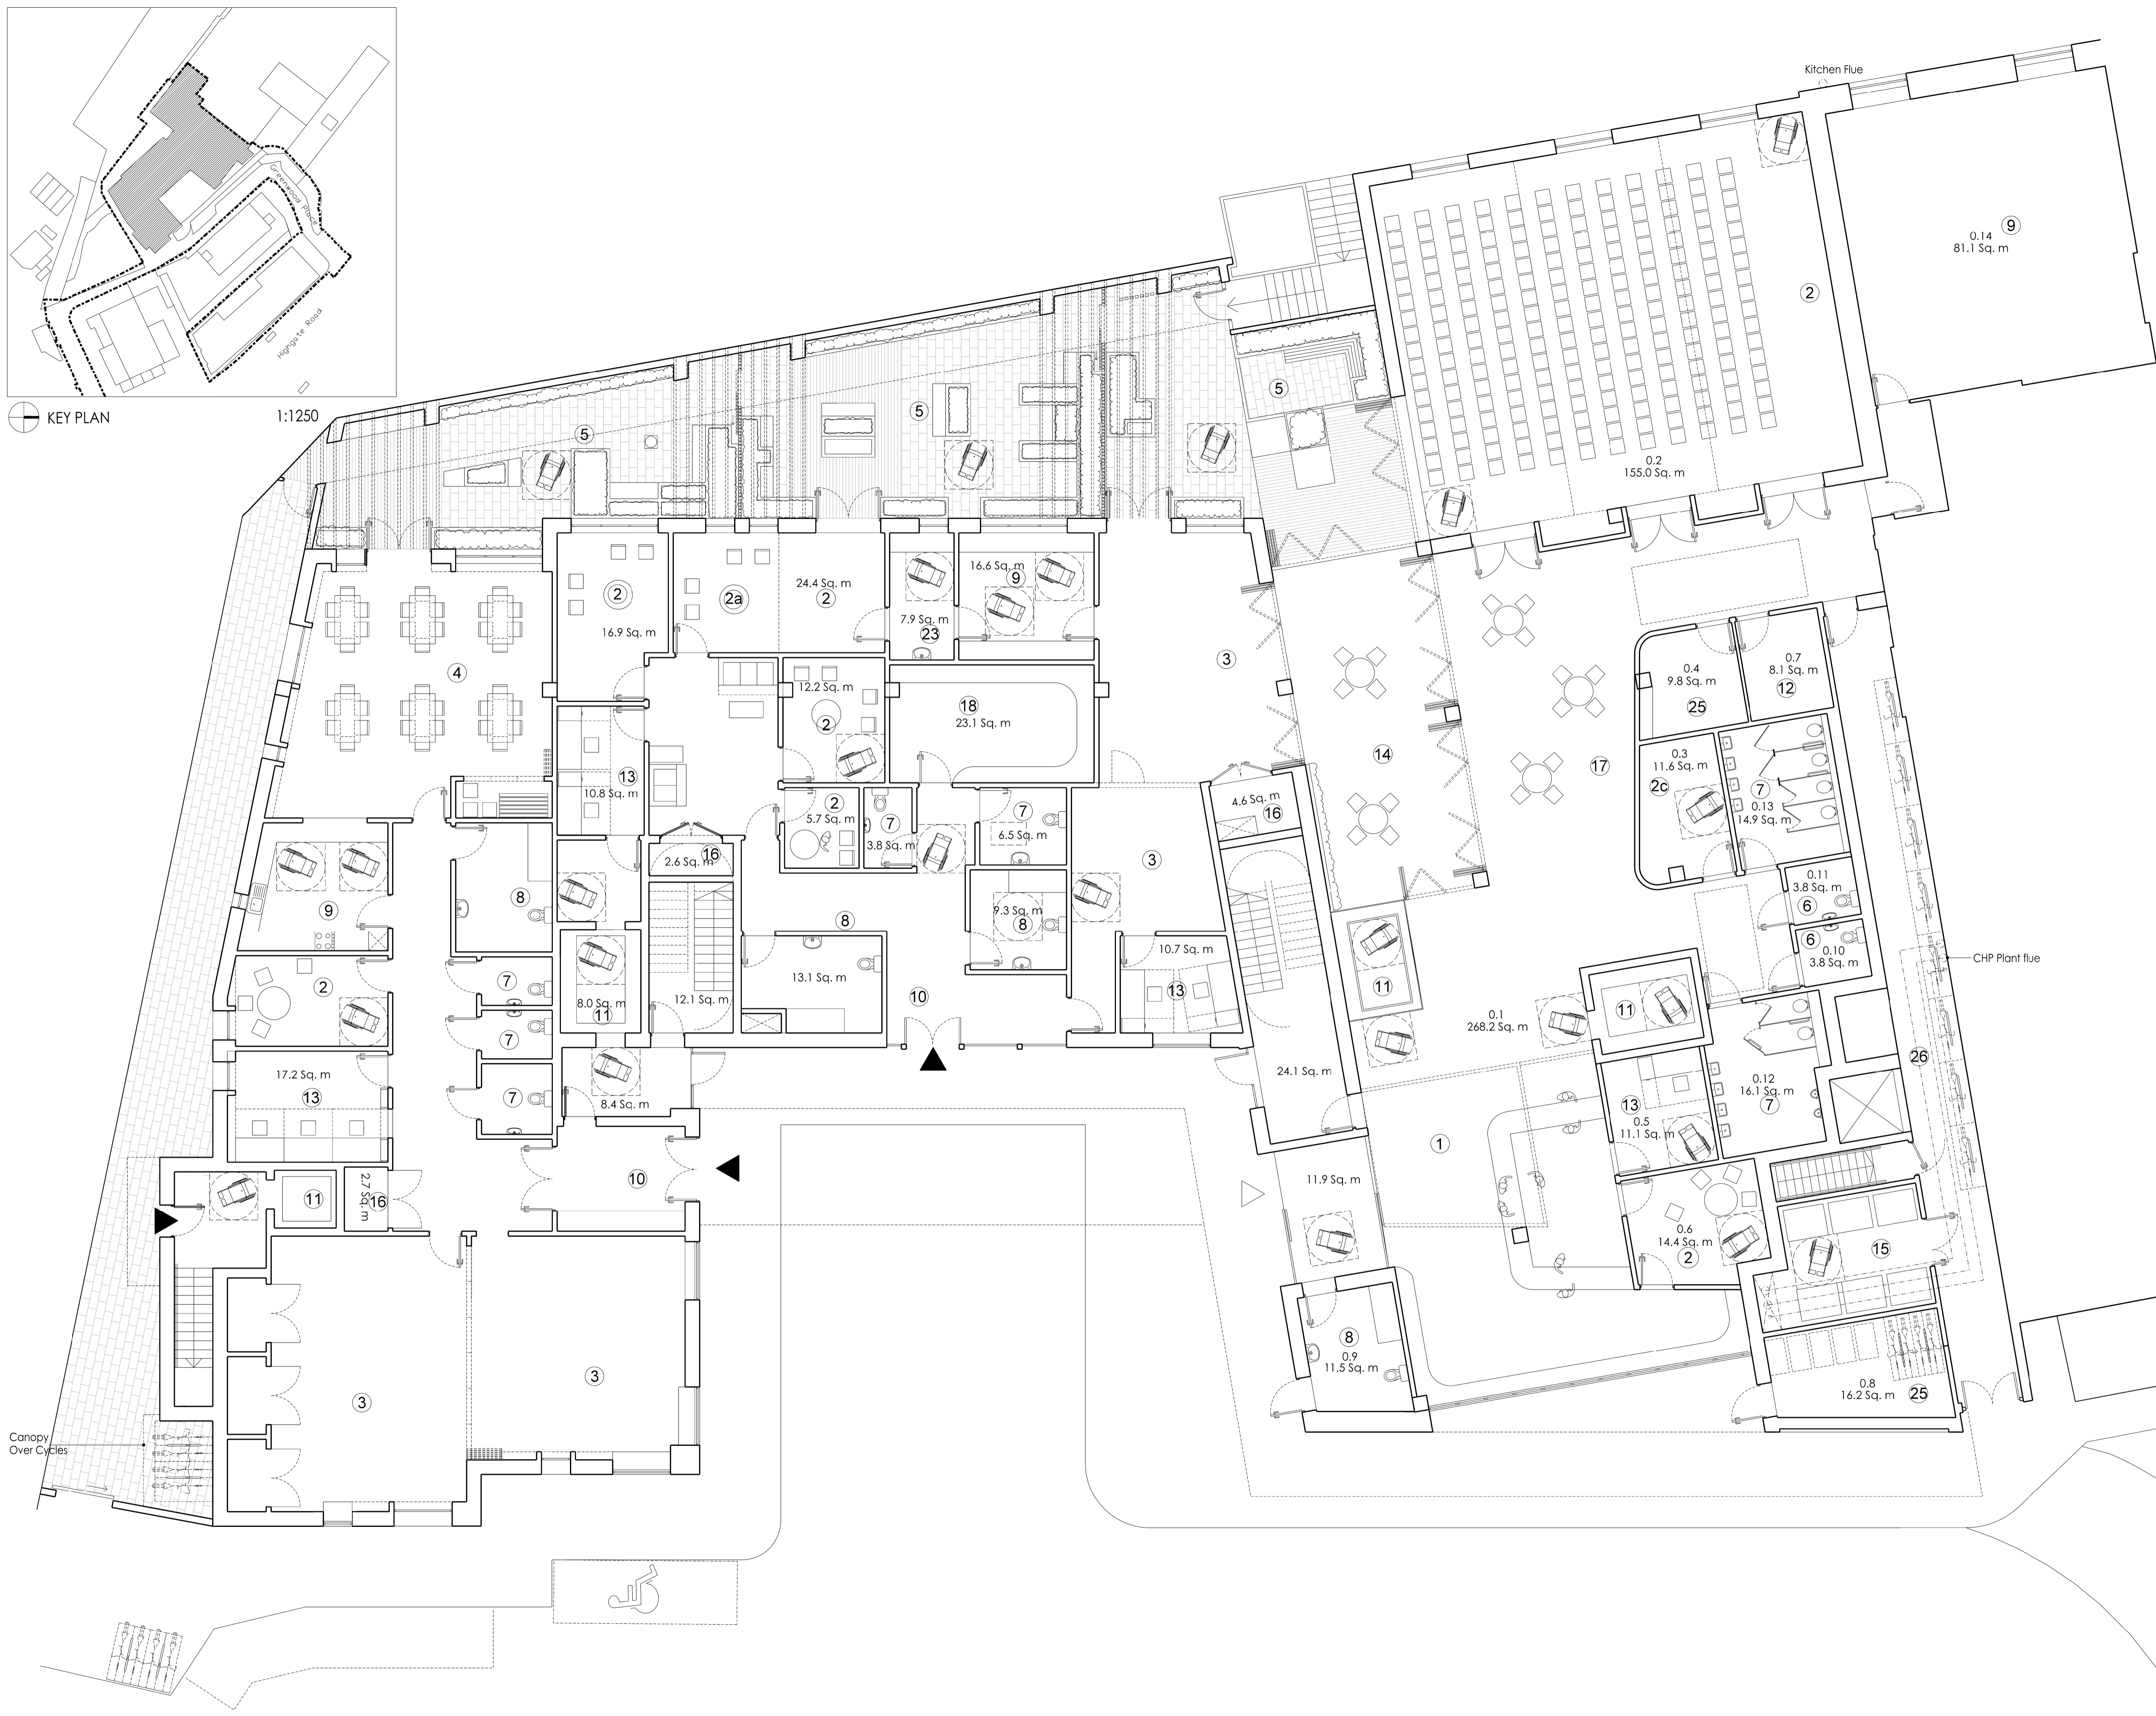 Greenwood Place
Highgate Road
KEY PLAN
1:1250
Kitchen Flue
9
0.14
81.1 Sq. m
2
0.2
155.0 Sq. m
5
5
5
2
16.9 Sq. m
2a
24.4 Sq. m
2
7.9 Sq. m
23
16.6 Sq. m
9
3
4
0.4
9.8 Sq. m
25
0.7
8.1 Sq. m
12
12.2 Sq. m
2
18
23.1 Sq. m
14
17
13
10.8 Sq. m
0.3
11.6 Sq. m
2c
7
0.13
14.9 Sq. m
2
5.7 Sq. m
7
3.8 Sq. m
7
6.5 Sq. m
4.6 Sq. m
16
16
2.6 Sq. m
3
0.11
3.8 Sq. m
6
8
9
8
9.3 Sq. m
8
6
0.10
3.8 Sq. m
CHP Plant flue
10.7 Sq. m
13
13.1 Sq. m
2
7
8.0 Sq. m
11
12.1 Sq. m
10
11
11
0.1
268.2 Sq. m
7
26
17.2 Sq. m
13
7
8.4 Sq. m
24.1 Sq. m
13
0.5
11.1 Sq. m
0.12
16.1 Sq. m
7
1
10
11
2.7 Sq. m
16
11.9 Sq. m
0.6
14.4 Sq. m
2
15
8
0.9
11.5 Sq. m
3
3
0.8
16.2 Sq. m
25
Canopy
Over Cycles